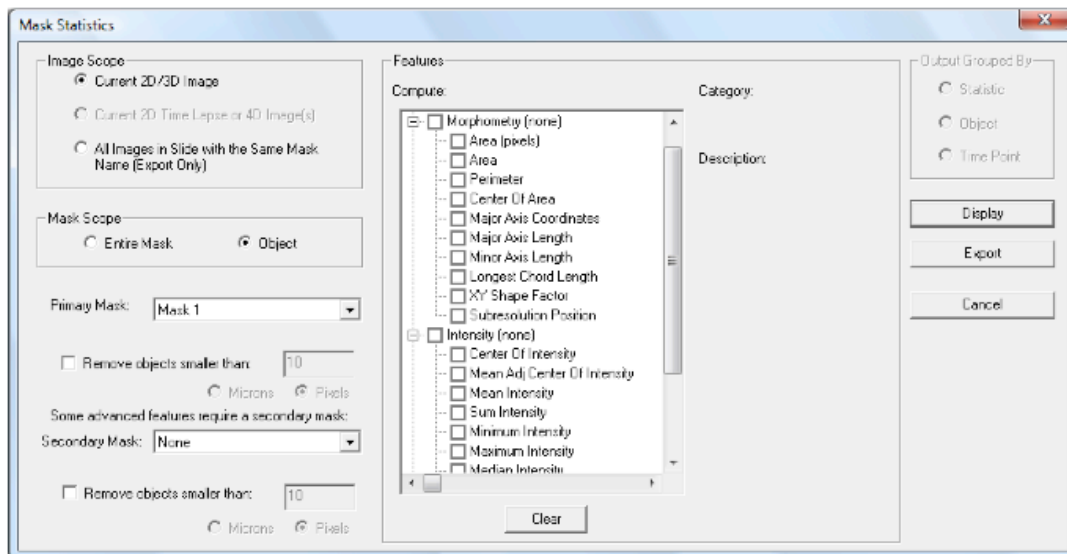 Mask Statistics
Image Scope
Current 2D/3D Image
Current 2D Time Lapse or 4D Image(s)
All Images in Slide with the Same Mask
Name (Export Only)
Mask Scope
Entire Mask
Object
Primary Mask:
Mask 1
Remove objects smaller than:
10
Microns
Pixels
Some advanced features require a secondary mask:
Secondary Mask:
None
Remove objects smaller than:
10
Microns
Pixels
Features
Compute:
Morphometry (none)
Area (pixels)
Area
Perimeter
Center Of Area
Major Axis Coordinates
Major Axis Length
Minor Axis Length
Longest Chord Length
XY Shape Factor
Subresolution Position
Intensity (none)
Center Of Intensity
Mean Adj Center Of Intensity
Mean Intensity
Sum Intensity
Minimum Intensity
Maximum Intensity
Median Intensity
Clear
Category:
Description:
Output Grouped By
Statistic
Object
Time Point
Display
Export
Cancel